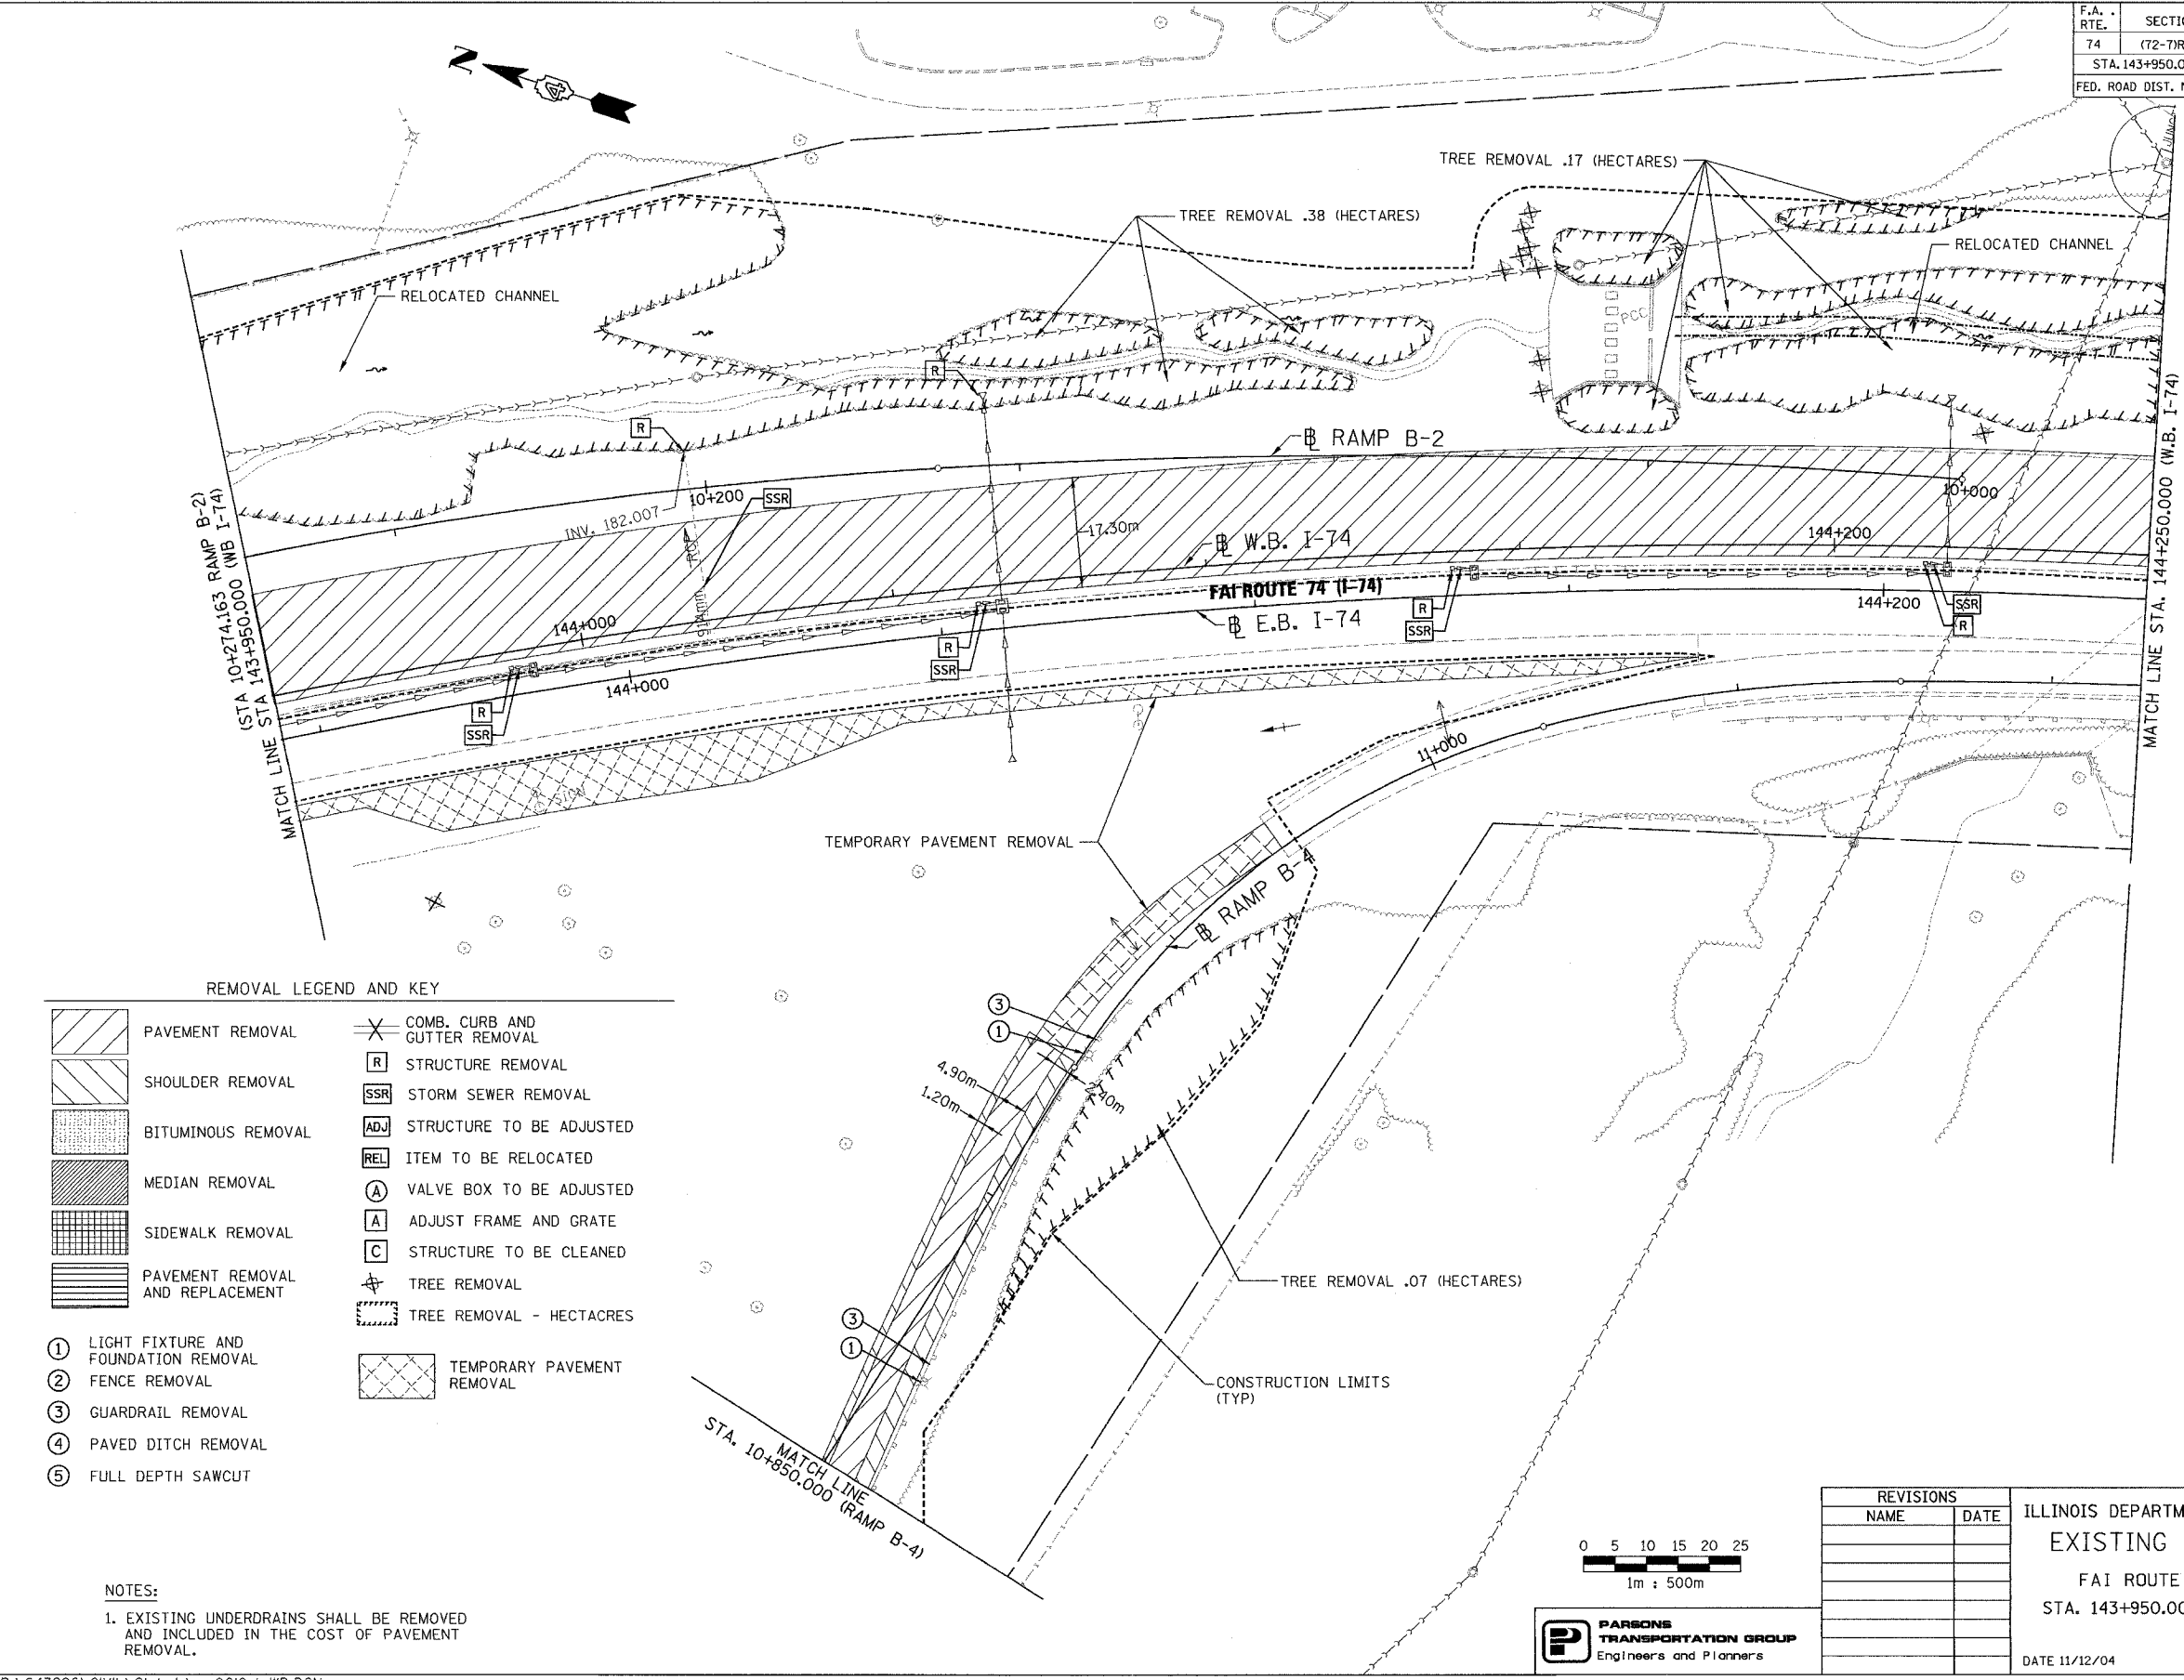 F.A.
RTE.
74
(72-7)R
STA. 143+950.0
FED. ROAD DIST.
4
TREE REMOVAL .17 (HECTARES)
TREE REMOVAL .38 (HECTARES)
RELOCATED CHANNEL
RELOCATED CHANNEL
PCC
R
R
℄ RAMP B-2
10+200
SSR
INV. 182.007
RCP
914mm
17.30m
10+000
℄ W.B. I-74
144+200
FAI ROUTE 74 (I-74)
℄ E.B. I-74
144+200
144+000
144+000
R
SSR
R
SSR
R
SSR
SSR
R
(STA 10+274.163 RAMP B-2)
MATCH LINE STA 143+950.000 (WB I-74)
MATCH LINE STA. 144+250.000 (W.B. I-74)
11+000
TEMPORARY PAVEMENT REMOVAL
℄ RAMP B-4
3
1
4.90m
1.20m
2.40m
TREE REMOVAL .07 (HECTARES)
3
1
CONSTRUCTION LIMITS
(TYP)
MATCH LINE
STA. 10+850.000 (RAMP B-4)
REMOVAL LEGEND AND KEY
PAVEMENT REMOVAL
SHOULDER REMOVAL
BITUMINOUS REMOVAL
MEDIAN REMOVAL
SIDEWALK REMOVAL
PAVEMENT REMOVAL
AND REPLACEMENT
1 LIGHT FIXTURE AND
FOUNDATION REMOVAL
2 FENCE REMOVAL
3 GUARDRAIL REMOVAL
4 PAVED DITCH REMOVAL
5 FULL DEPTH SAWCUT
COMB. CURB AND
GUTTER REMOVAL
R STRUCTURE REMOVAL
SSR STORM SEWER REMOVAL
ADJ STRUCTURE TO BE ADJUSTED
REL ITEM TO BE RELOCATED
A VALVE BOX TO BE ADJUSTED
A ADJUST FRAME AND GRATE
C STRUCTURE TO BE CLEANED
TREE REMOVAL
TREE REMOVAL - HECTACRES
TEMPORARY PAVEMENT
REMOVAL
NOTES:
1. EXISTING UNDERDRAINS SHALL BE REMOVED
AND INCLUDED IN THE COST OF PAVEMENT
REMOVAL.
0 5 10 15 20 25
1m : 500m
PARSONS
TRANSPORTATION GROUP
Engineers and Planners
REVISIONS
NAME DATE
ILLINOIS DEPARTM
EXISTING
FAI ROUTE
STA. 143+950.00
DATE 11/12/04